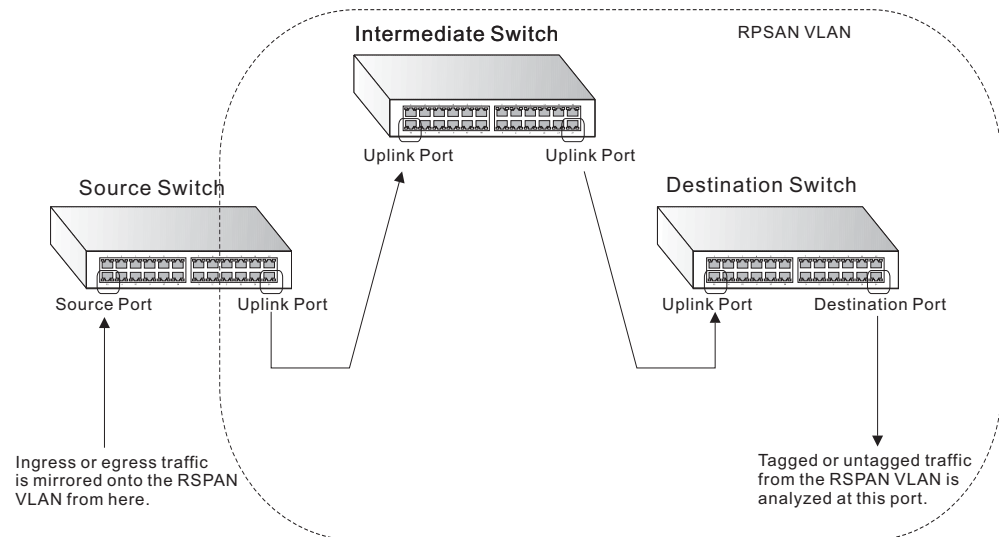 Intermediate Switch
RPSAN VLAN
Uplink Port
Uplink Port
Source Switch
Destination Switch
Source Port
Uplink Port
Uplink Port
Destination Port
Ingress or egress traffic
is mirrored onto the RSPAN
VLAN from here.
Tagged or untagged traffic
from the RSPAN VLAN is
analyzed at this port.